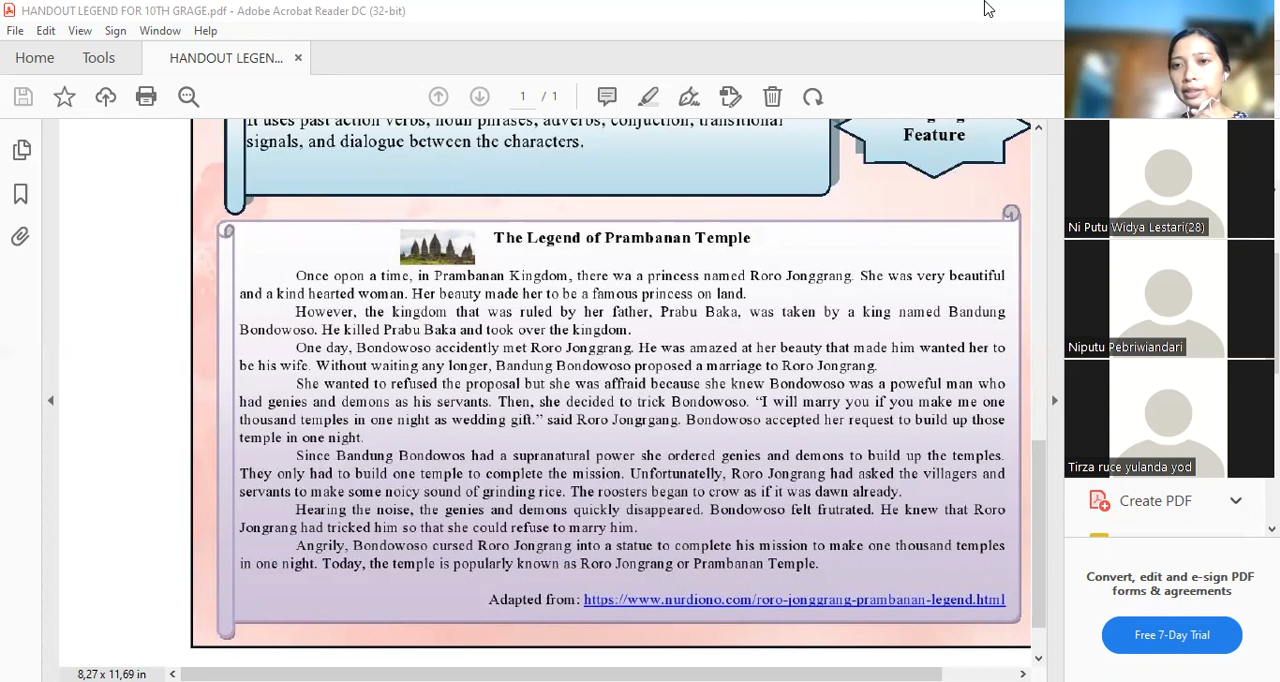 HANDOUT LEGEND FOR 10TH GRAGE.pdf - Adobe Acrobat Reader DC (32-bit)
File Edit View Sign Window Help
Home Tools HANDOUT LEGEN... ×
1 / 1
It uses past action verbs, noun phrases, adverbs, conjuction, transitional
signals, and dialogue between the characters.
Feature
The Legend of Prambanan Temple
Once opon a time, in Prambanan Kingdom, there wa a princess named Roro Jonggrang. She was very beautiful
and a kind hearted woman. Her beauty made her to be a famous princess on land.
However, the kingdom that was ruled by her father, Prabu Baka, was taken by a king named Bandung
Bondowoso. He killed Prabu Baka and took over the kingdom.
One day, Bondowoso accidently met Roro Jonggrang. He was amazed at her beauty that made him wanted her to
be his wife. Without waiting any longer, Bandung Bondowoso proposed a marriage to Roro Jongrang.
She wanted to refused the proposal but she was affraid because she knew Bondowoso was a poweful man who
had genies and demons as his servants. Then, she decided to trick Bondowoso. “I will marry you if you make me one
thousand temples in one night as wedding gift.” said Roro Jongrgang. Bondowoso accepted her request to build up those
temple in one night.
Since Bandung Bondowos had a supranatural power she ordered genies and demons to build up the temples.
They only had to build one temple to complete the mission. Unfortunatelly, Roro Jongrang had asked the villagers and
servants to make some noicy sound of grinding rice. The roosters began to crow as if it was dawn already.
Hearing the noise, the genies and demons quickly disappeared. Bondowoso felt frutrated. He knew that Roro
Jongrang had tricked him so that she could refuse to marry him.
Angrily, Bondowoso cursed Roro Jongrang into a statue to complete his mission to make one thousand temples
in one night. Today, the temple is popularly known as Roro Jongrang or Prambanan Temple.
Adapted from: https://www.nurdiono.com/roro-jonggrang-prambanan-legend.html
8,27 x 11,69 in
Ni Putu Widya Lestari(28)
Niputu Pebriwiandari
Tirza ruce yulanda yod
Create PDF
Convert, edit and e-sign PDF
forms & agreements
Free 7-Day Trial